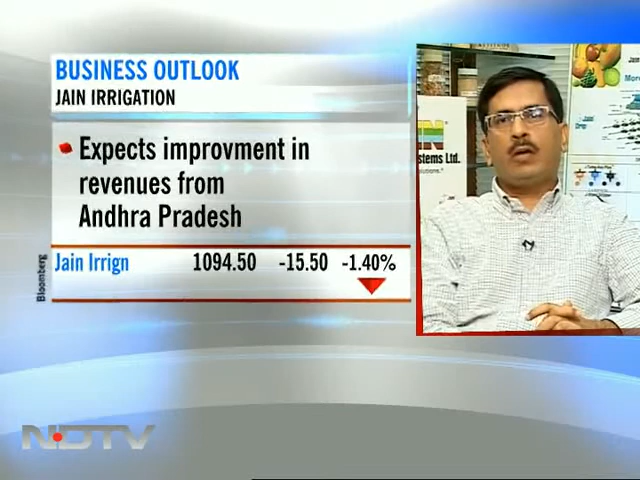 BUSINESS OUTLOOK
JAIN IRRIGATION
Expects improvment in
revenues from
Andhra Pradesh
Jain Irrign 1094.50 -15.50 -1.40%
Bloomberg
NDTV
stems Ltd.
More